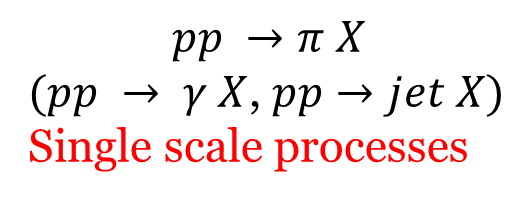 pp → π X
(pp → γ X, pp → jet X)
Single scale processes